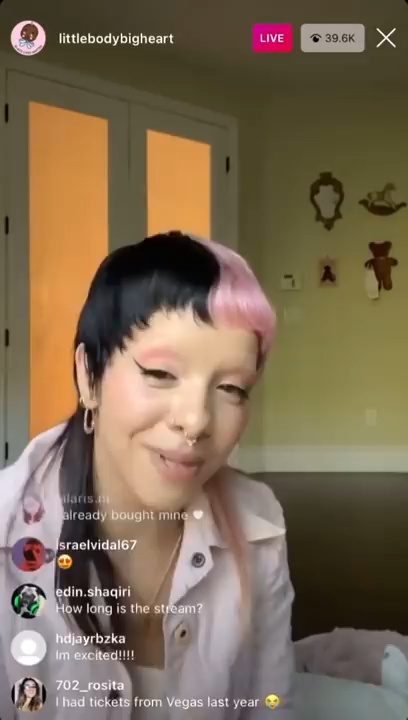 littlebodybigheart
LIVE
39.6K
already bought mine
israelvidal67
edin.shaqiri
How long is the stream?
hdjayrbzka
Im excited!!!!
702_rosita
I had tickets from Vegas last year